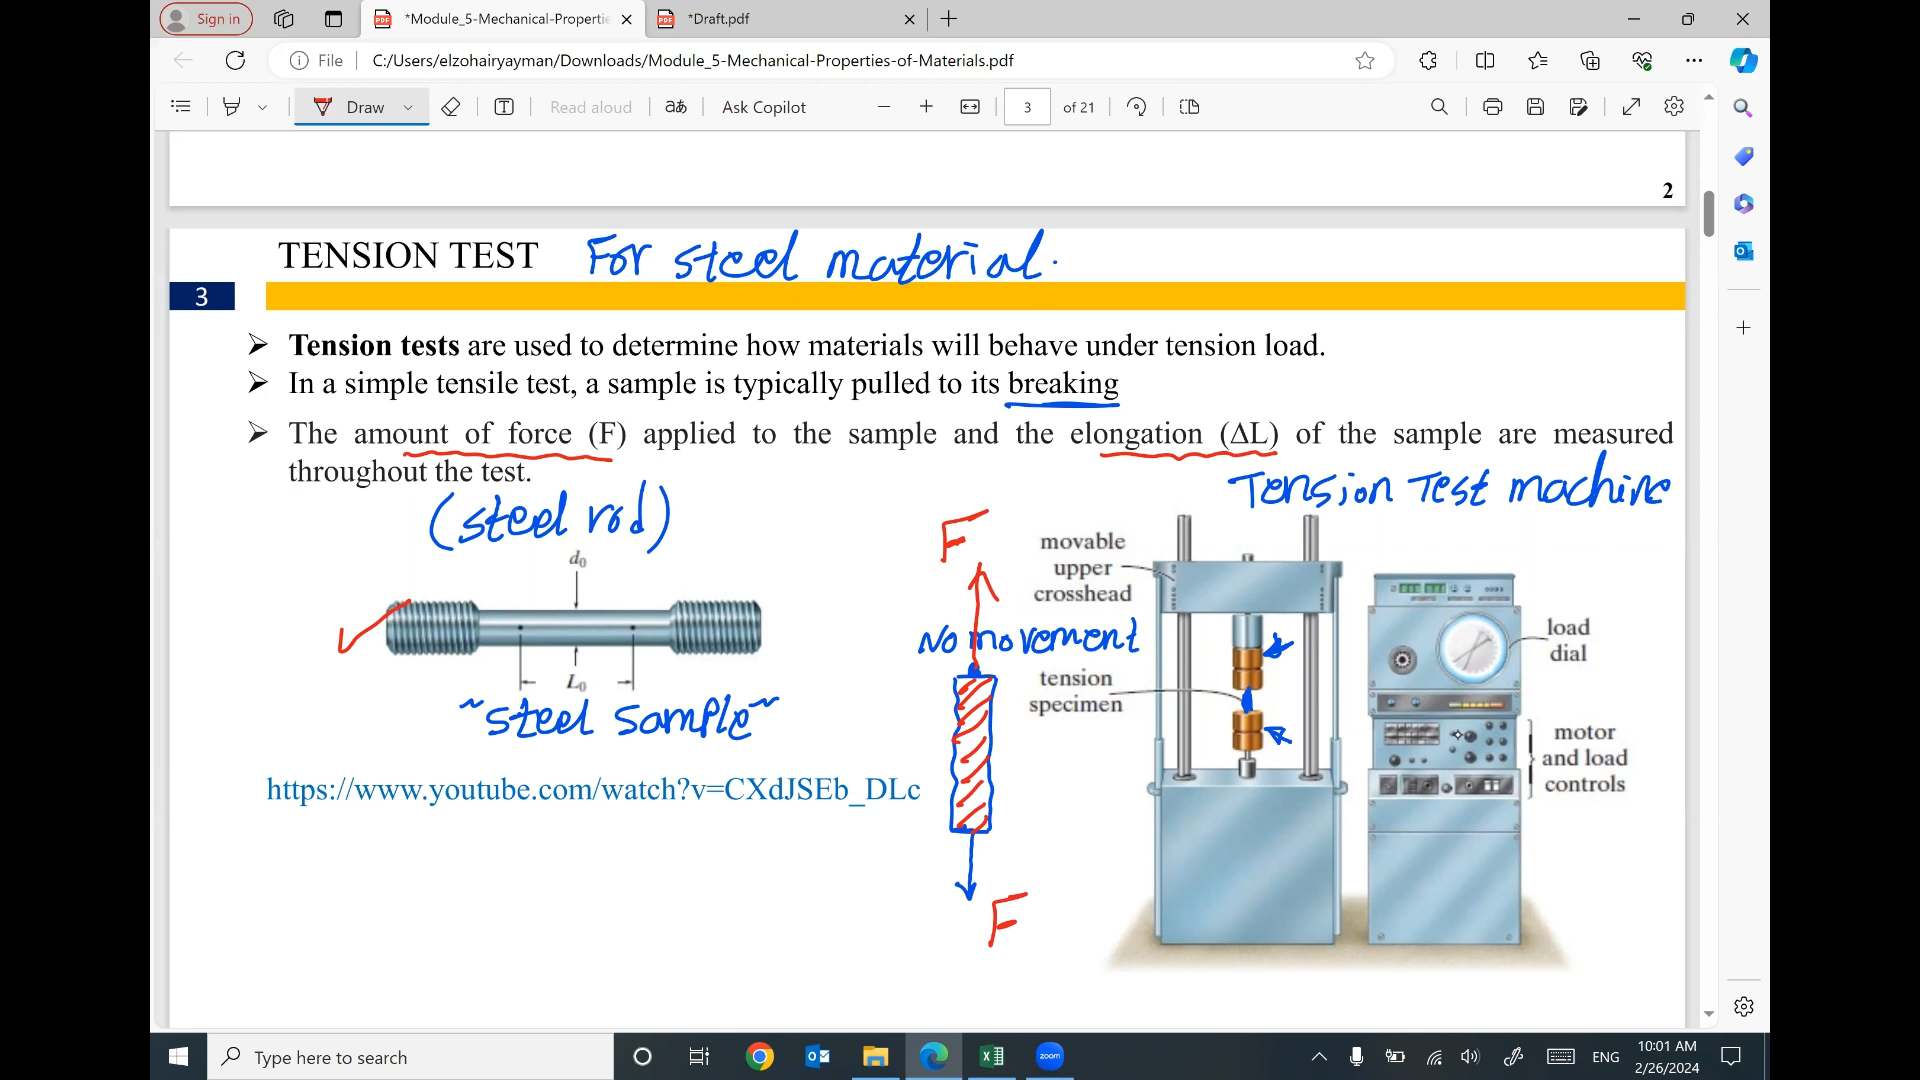 Sign in
*Module_5-Mechanical-Propertie
*Draft.pdf
File
C:/Users/elzohairyayman/Downloads/Module_5-Mechanical-Properties-of-Materials.pdf
Draw
Read aloud
aあ
Ask Copilot
3
of 21
2
TENSION TEST For steel material.
3
Tension tests are used to determine how materials will behave under tension load.
In a simple tensile test, a sample is typically pulled to its breaking
The amount of force (F) applied to the sample and the elongation (ΔL) of the sample are measured
throughout the test.
Tension Test machine
(steel rod)
F
d0
L0
~steel sample~
https://www.youtube.com/watch?v=CXdJSEb_DLc
No movement
F
movable
upper
crosshead
tension
specimen
load
dial
motor
and load
controls
Type here to search
zoom
ENG
10:01 AM
2/26/2024